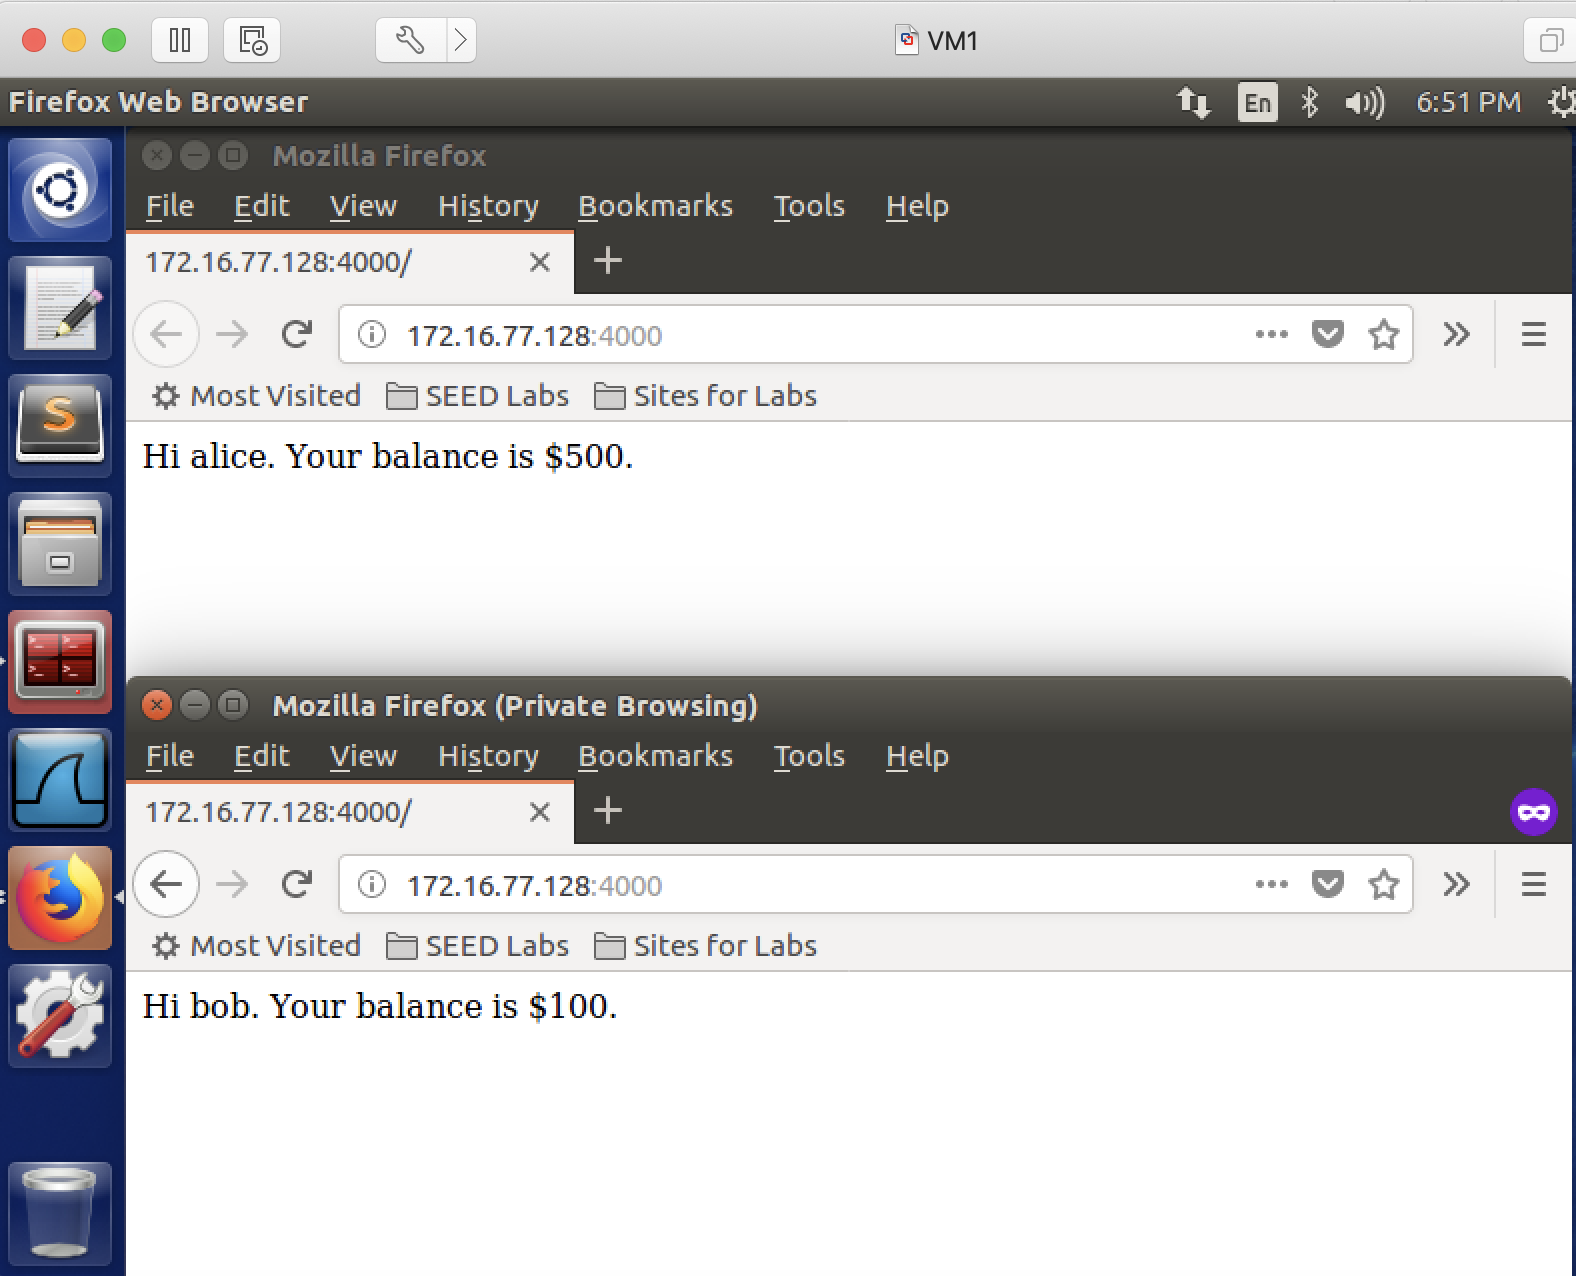 VM1
Firefox Web Browser En 6:51 PM
Mozilla Firefox
File Edit View History Bookmarks Tools Help
172.16.77.128:4000/
172.16.77.128:4000
Most Visited SEED Labs Sites for Labs
Hi alice. Your balance is $500.
Mozilla Firefox (Private Browsing)
File Edit View History Bookmarks Tools Help
172.16.77.128:4000/
172.16.77.128:4000
Most Visited SEED Labs Sites for Labs
Hi bob. Your balance is $100.